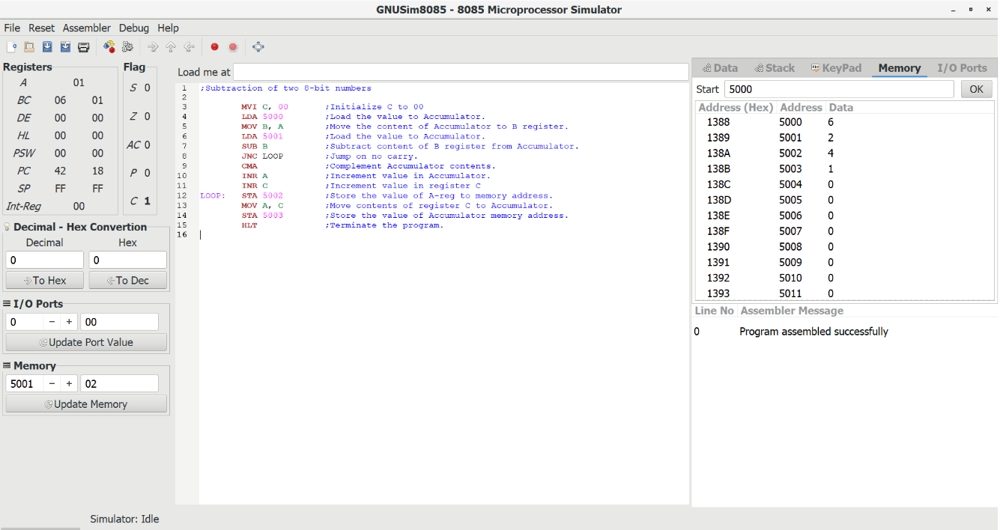 GNUSim8085 - 8085 Microprocessor Simulator
File Reset Assembler Debug Help
Registers
A 01
BC 06 01
DE 00 00
HL 00 00
PSW 00 00
PC 42 18
SP FF FF
Int-Reg 00
Flag
S 0
Z 0
AC 0
P 0
C 1
Decimal - Hex Convertion
Decimal Hex
0 0
To Hex To Dec
I/O Ports
0 - + 00
Update Port Value
Memory
5001 - + 02
Update Memory
Load me at
1 ;Subtraction of two 8-bit numbers
2
3 MVI C, 00 ;Initialize C to 00
4 LDA 5000 ;Load the value to Accumulator.
5 MOV B, A ;Move the content of Accumulator to B register.
6 LDA 5001 ;Load the value to Accumulator.
7 SUB B ;Subtract content of B register from Accumulator.
8 JNC LOOP ;Jump on no carry.
9 CMA ;Complement Accumulator contents.
10 INR A ;Increment value in Accumulator.
11 INR C ;Increment value in register C
12 LOOP: STA 5002 ;Store the value of A-reg to memory address.
13 MOV A, C ;Move contents of register C to Accumulator.
14 STA 5003 ;Store the value of Accumulator memory address.
15 HLT ;Terminate the program.
16
Data Stack KeyPad Memory I/O Ports
Start 5000 OK
Address (Hex) Address Data
1388 5000 6
1389 5001 2
138A 5002 4
138B 5003 1
138C 5004 0
138D 5005 0
138E 5006 0
138F 5007 0
1390 5008 0
1391 5009 0
1392 5010 0
1393 5011 0
Line No Assembler Message
0 Program assembled successfully
Simulator: Idle